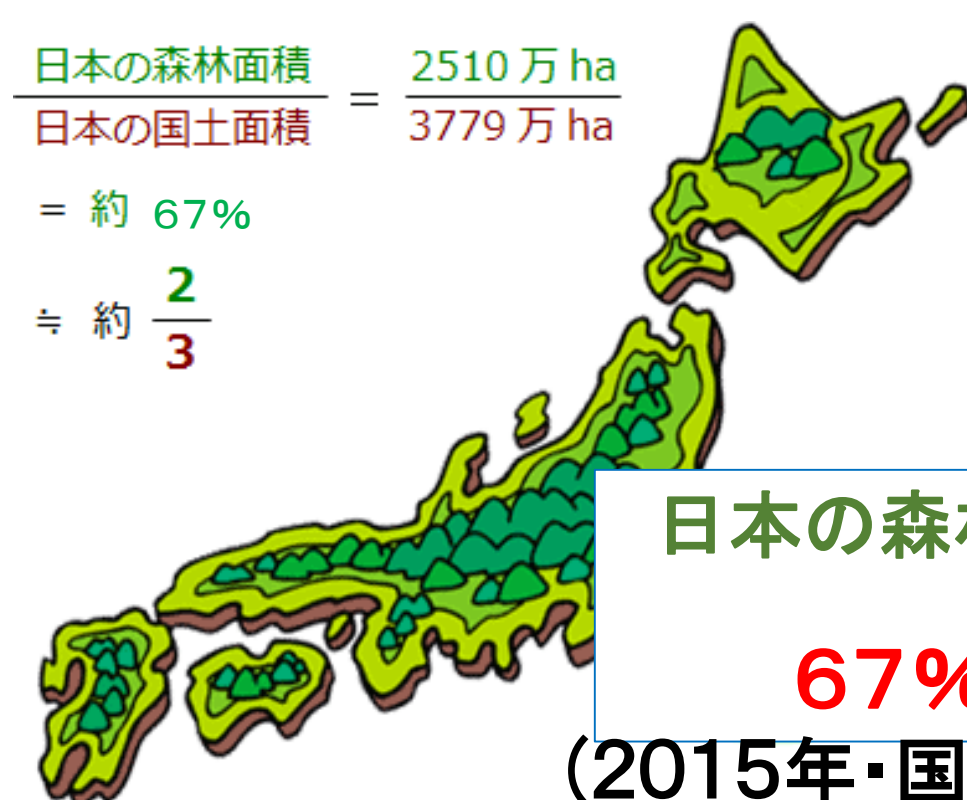 日本の森林面積 = 2510 万 ha
日本の国土面積 3779 万 ha
= 約 67%
≒ 約 2
3
日本の森
67%
(2015年・国